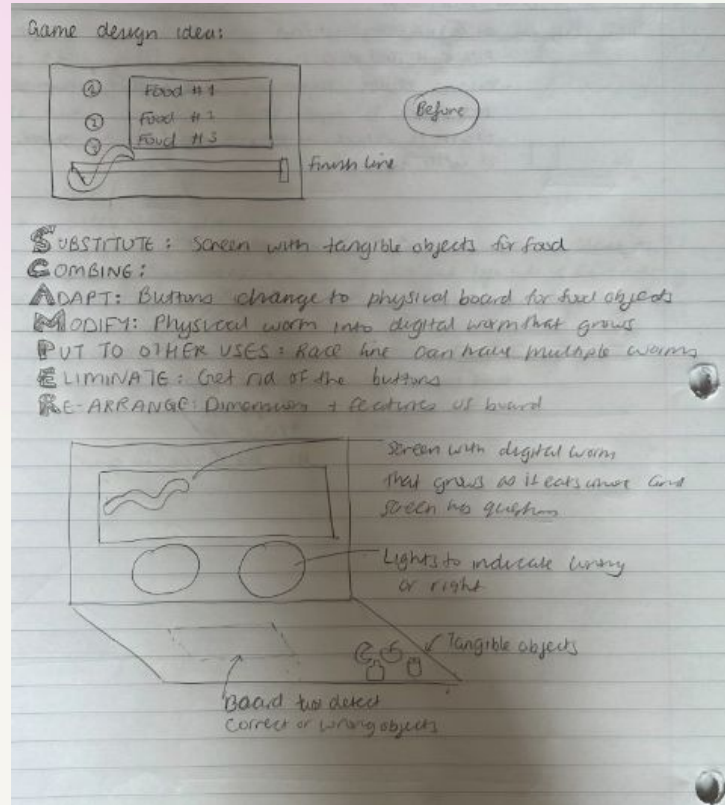 Game design idea:
1 Food #1
2 Food #2
3 Food #3
Before
Finish line
SUBSTITUTE: Screen with tangible objects for food
COMBINE:
ADAPT: Buttons change to physical board for food objects
MODIFY: Physical worm into digital worm that grows
PUT TO OTHER USES: Race line can have multiple worms
ELIMINATE: Get rid of the buttons
RE-ARRANGE: Dimensions + features of board
Screen with digital worm
that grows as it eats more and
screen has questions
Lights to indicate wrong
or right
Tangible objects
Board to detect
correct or wrong objects